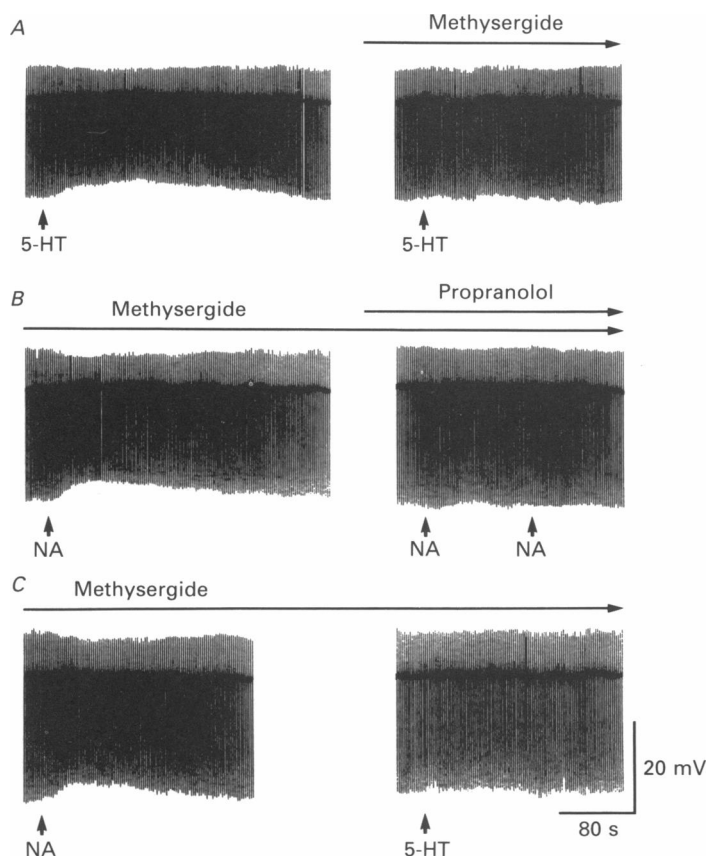 A
Methysergide
5-HT
5-HT
B
Propranolol
Methysergide
NA
NA
NA
C
Methysergide
20 mV
80 s
NA
5-HT